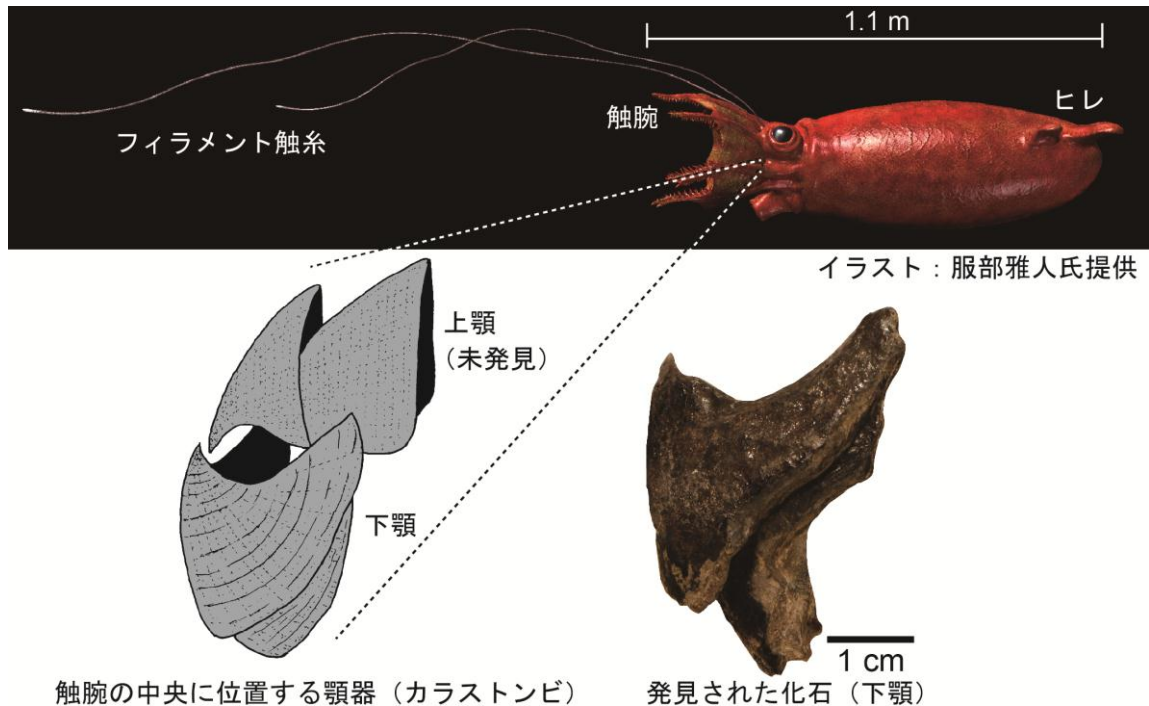 1.1 m
触腕
ヒレ
フィラメント触糸
イラスト：服部雅人氏提供
上顎
（未発見）
下顎
1 cm
触腕の中央に位置する顎器（カラストンビ）
発見された化石（下顎）